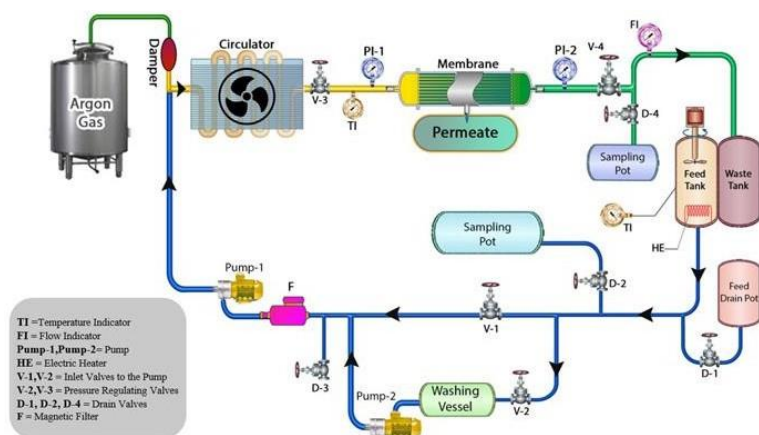 Damper
Circulator
Argon
Gas
V-3
PI-1
TI
Membrane
Permeate
PI-2
V-4
FI
D-4
Sampling
Pot
Feed
Tank
Waste
Tank
TI
HE
Sampling
Pot
D-2
Feed
Drain Pot
D-1
Pump-1
F
V-1
D-3
Pump-2
Washing
Vessel
V-2
TI =Temperature Indicator
FI = Flow Indicator
Pump-1,Pump-2= Pump
HE = Electric Heater
V-1,V-2 = Inlet Valves to the Pump
V-2,V-3 = Pressure Regulating Valves
D-1, D-2, D-4 = Drain Valves
F = Magnetic Filter